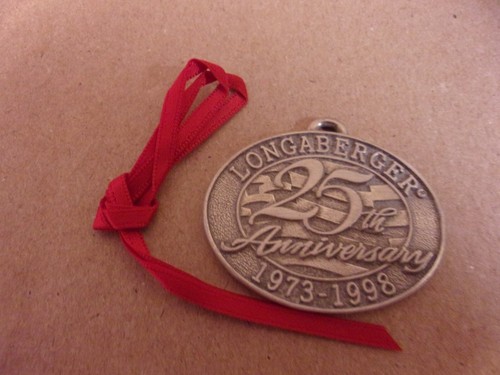 LONGABERGER
25th
Anniversary
1973-1998